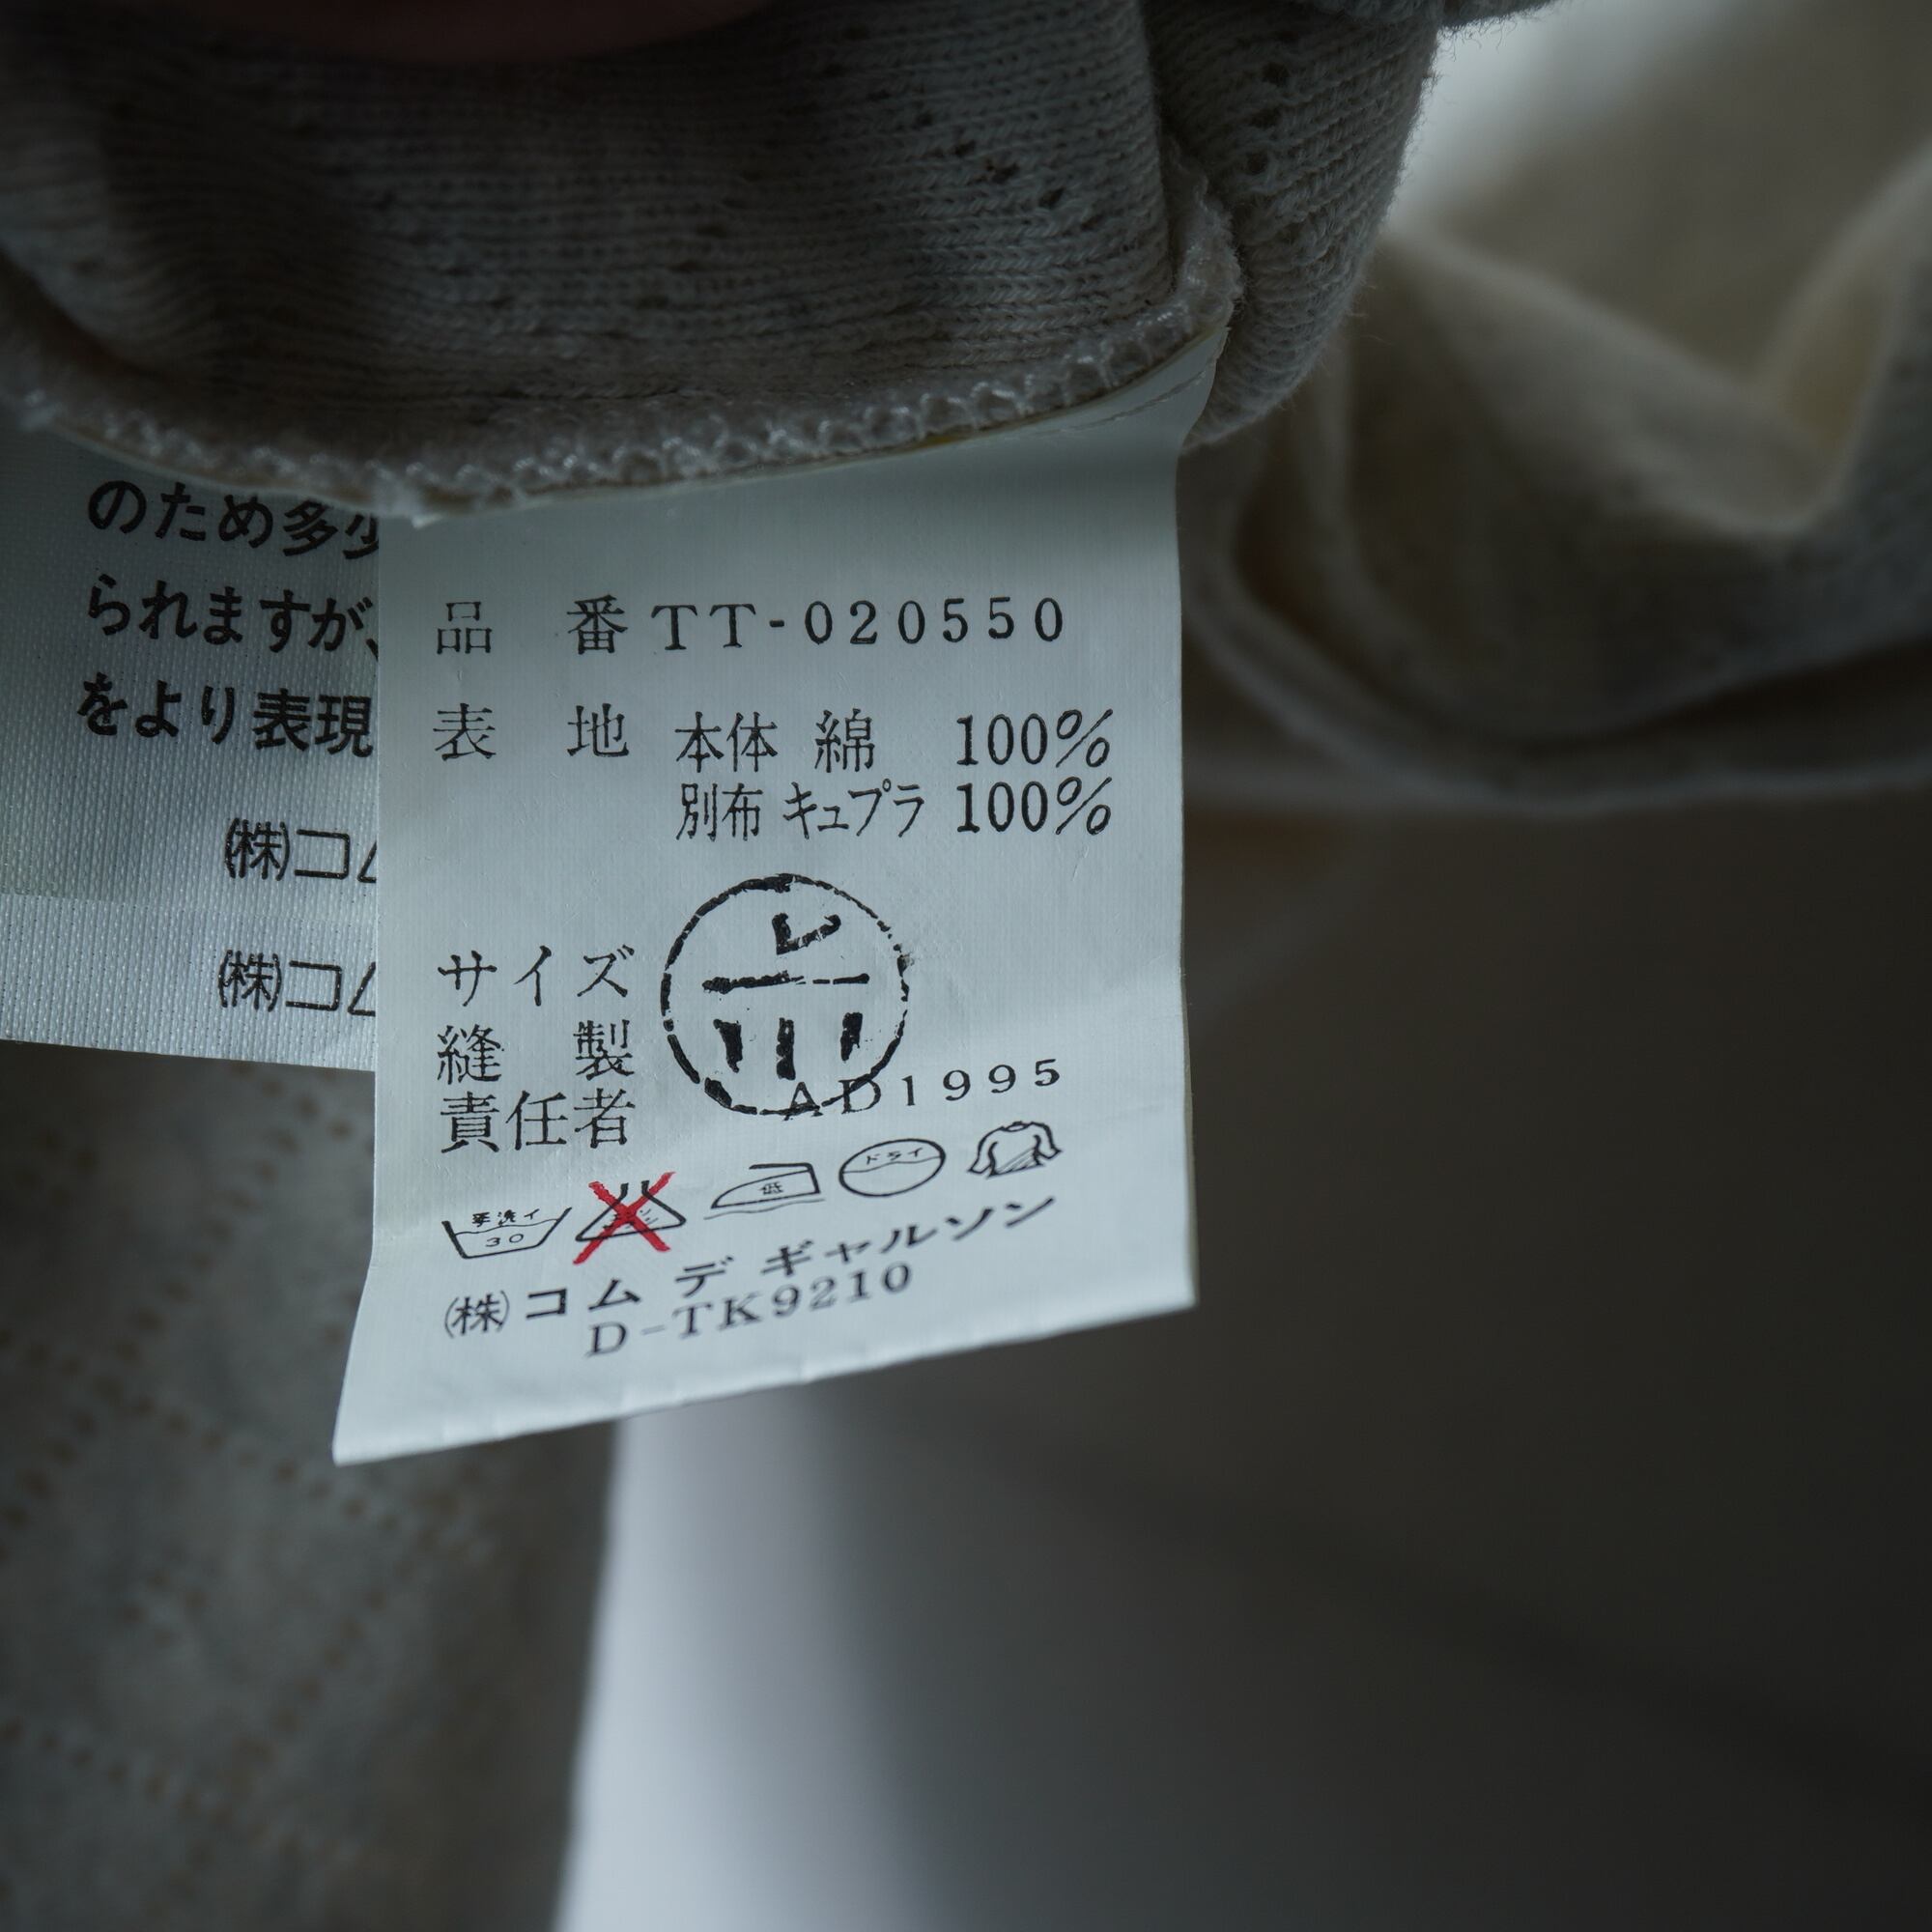 のため多少
られますが、
をより表現
㈱コム
㈱コム
品 番 TT-020550
表 地 本体 綿 100%
別布 キュプラ 100%
サイズ
縫 製
責任者
AD1995
手洗イ 30
低
ドライ
㈱コム デ ギャルソン
D-TK9210